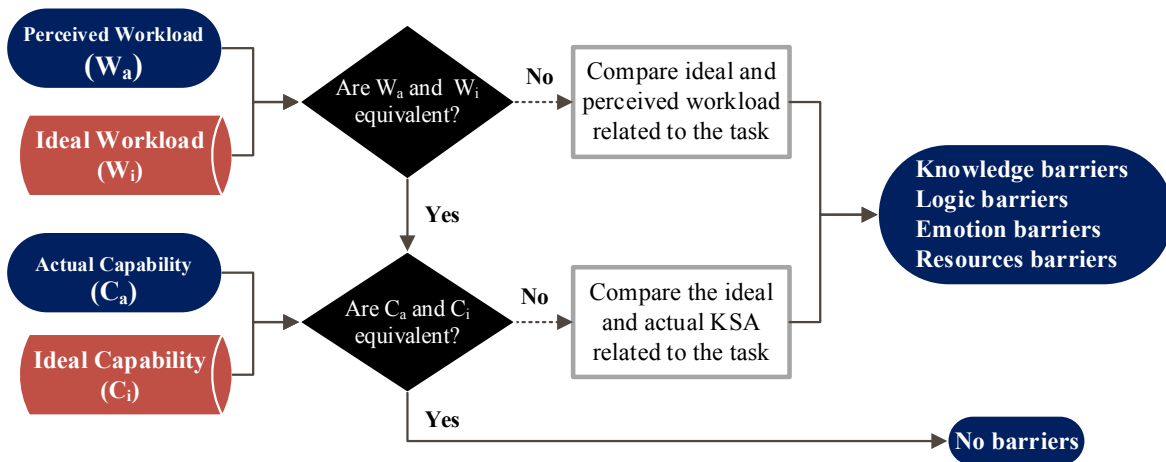 Perceived Workload
(Wₐ)
Ideal Workload
(Wᵢ)
Are Wₐ and Wᵢ
equivalent?
No
Compare ideal and
perceived workload
related to the task
Yes
Knowledge barriers
Logic barriers
Emotion barriers
Resources barriers
Actual Capability
(Cₐ)
Ideal Capability
(Cᵢ)
Are Cₐ and Cᵢ
equivalent?
No
Compare the ideal
and actual KSA
related to the task
Yes
No barriers